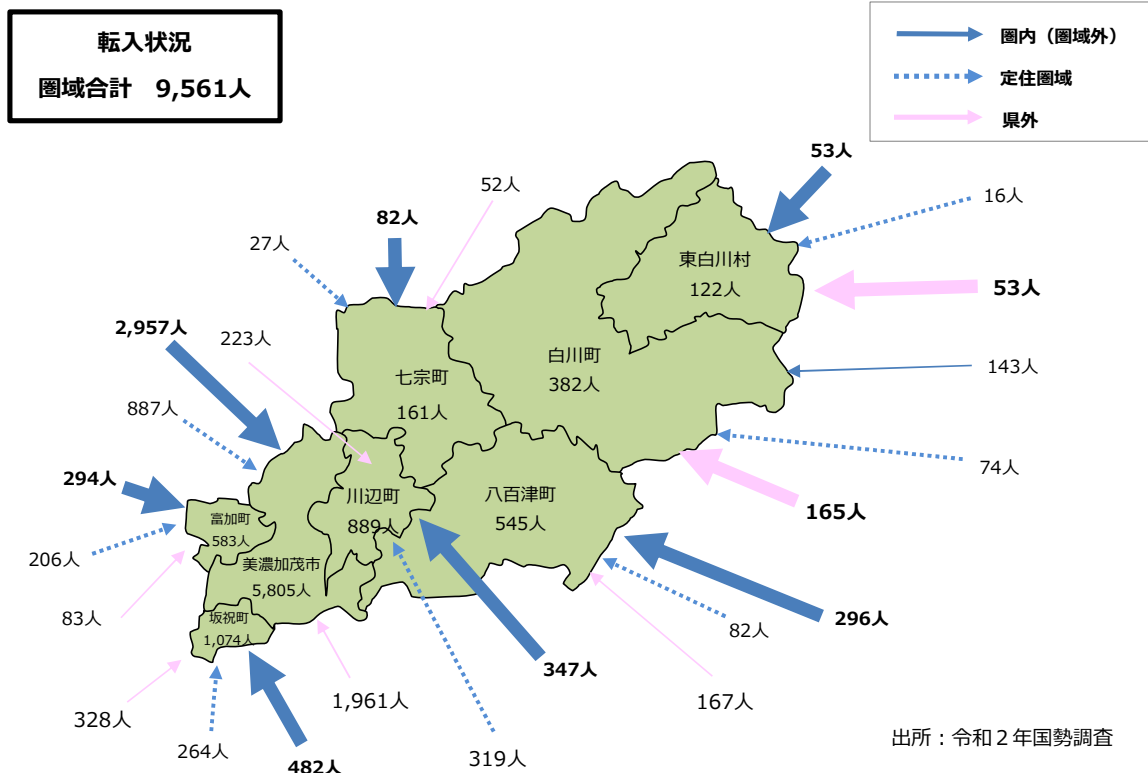 転入状況
圏域合計 9,561人
圏内（圏域外）
定住圏域
県外
53人
52人
16人
82人
27人
東白川村
122人
53人
2,957人
223人
白川町
382人
143人
七宗町
161人
887人
74人
294人
八百津町
545人
165人
川辺町
889人
富加町
583人
206人
美濃加茂市
5,805人
83人
坂祝町
1,074人
82人
296人
347人
167人
1,961人
328人
264人
319人
482人
出所：令和２年国勢調査